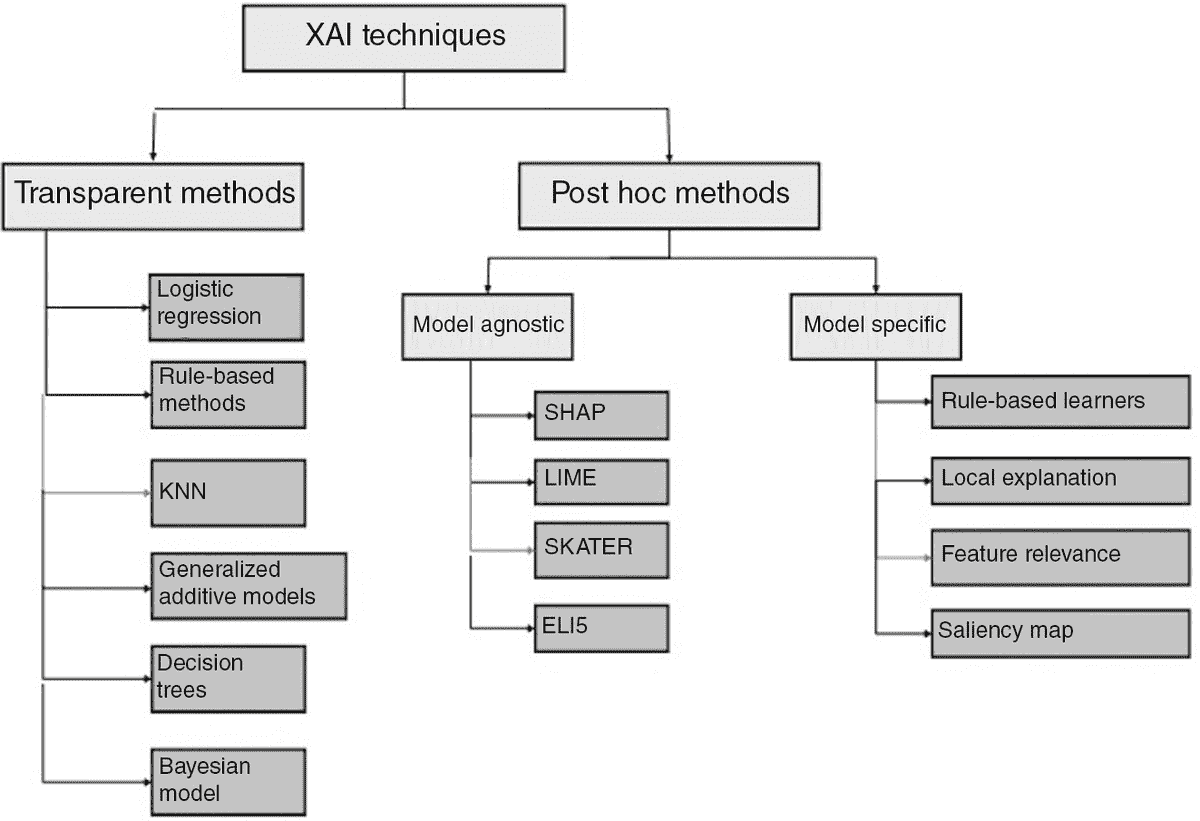 XAI techniques
Transparent methods
Post hoc methods
Logistic
regression
Rule-based
methods
KNN
Generalized
additive models
Decision
trees
Bayesian
model
Model agnostic
SHAP
LIME
SKATER
ELI5
Model specific
Rule-based learners
Local explanation
Feature relevance
Saliency map